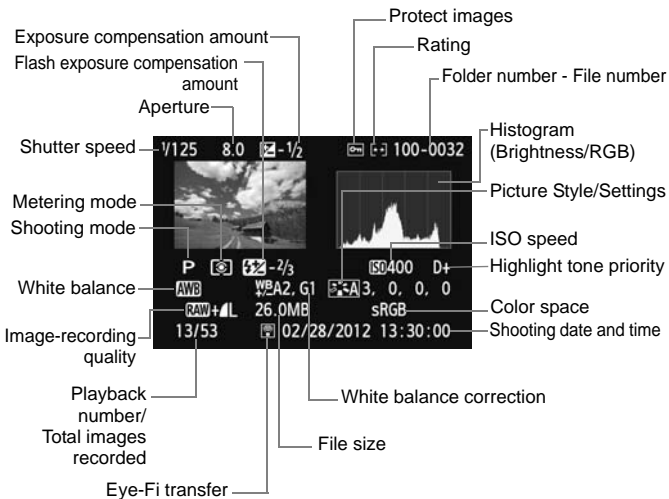 Protect images
Exposure compensation amount
Rating
Flash exposure compensation
amount
Folder number - File number
Aperture
Shutter speed
1/125 8.0 -1/2 100-0032
Histogram
(Brightness/RGB)
Picture Style/Settings
Metering mode
Shooting mode
ISO speed
P -2/3 ISO 400 D+
Highlight tone priority
White balance
AWB WB+/- A2, G1 A 3, 0, 0, 0
Color space
RAW+L 26.0MB sRGB
Image-recording
quality
13/53 02/28/2012 13:30:00
Shooting date and time
Playback
number/
Total images
recorded
White balance correction
File size
Eye-Fi transfer